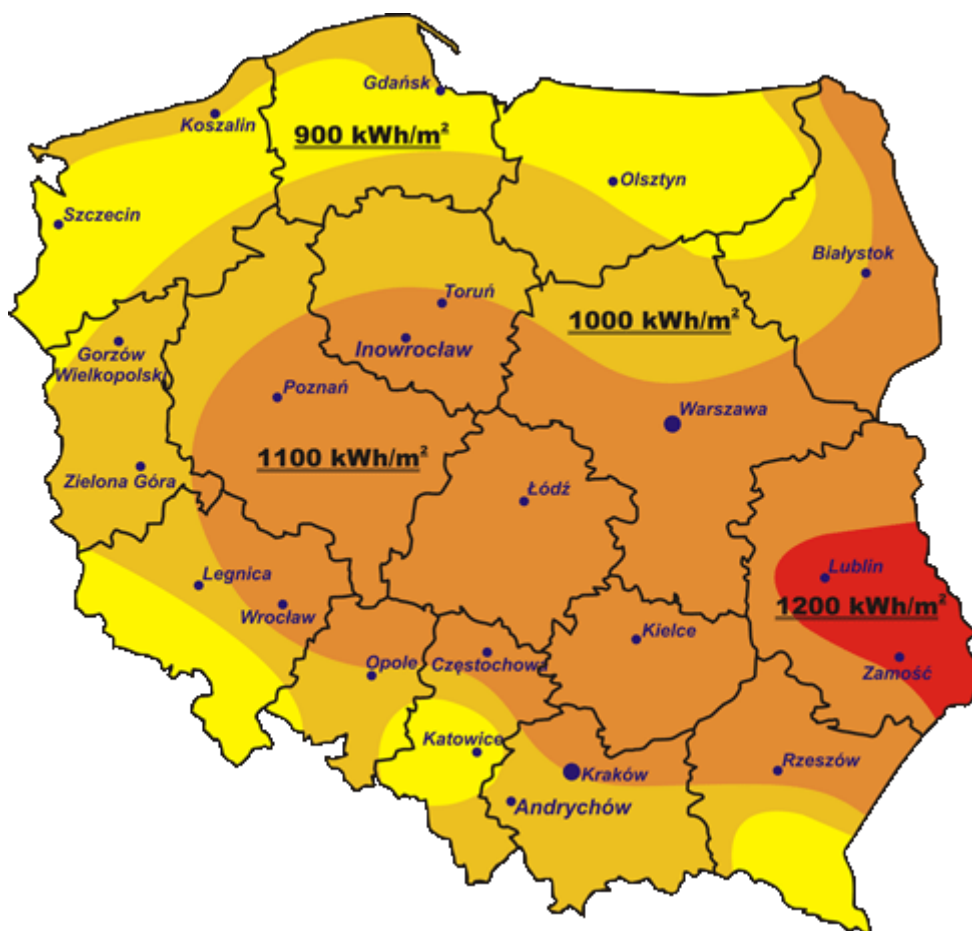 Gdańsk
Koszalin
900 kWh/m²
Olsztyn
Szczecin
Białystok
Toruń
1000 kWh/m²
Inowrocław
Gorzów
Wielkopolski
Poznań
Warszawa
1100 kWh/m²
Zielona Góra
Łódź
Lublin
Legnica
1200 kWh/m²
Wrocław
Kielce
Opole
Częstochowa
Zamość
Katowice
Rzeszów
Kraków
Andrychów